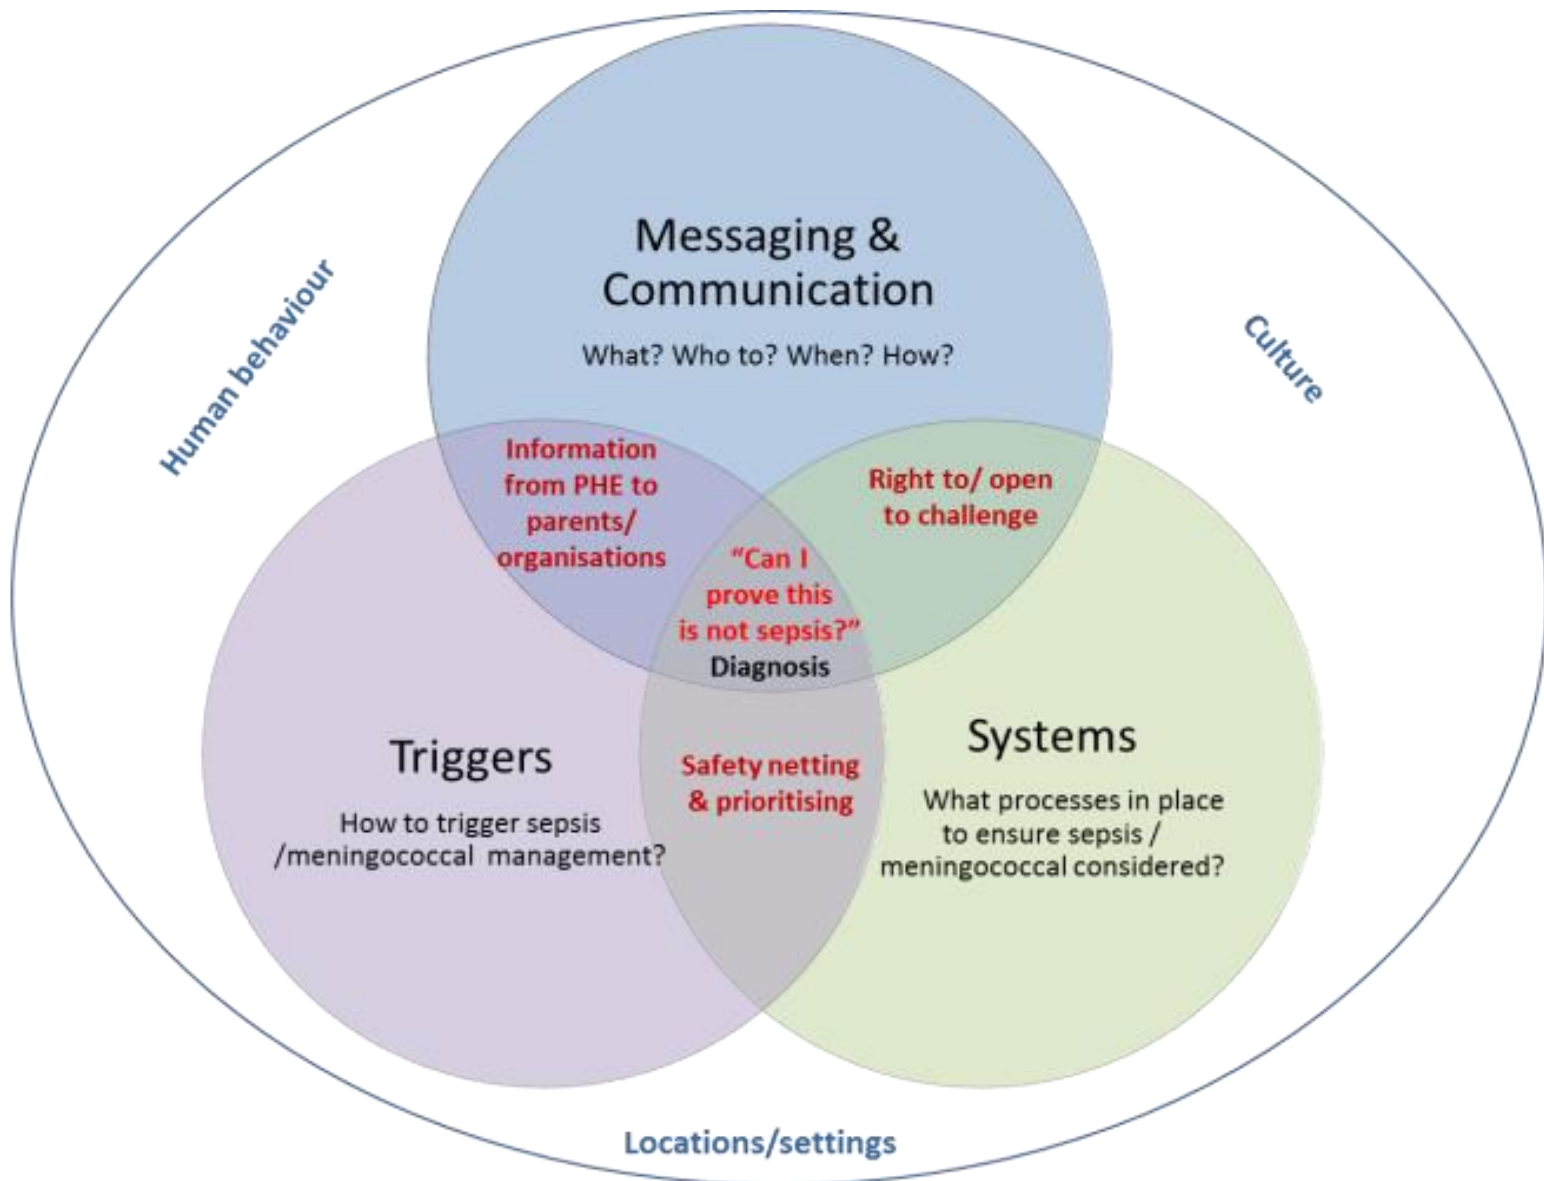 Messaging &
Communication
What? Who to? When? How?
Human behaviour
Culture
Information
from PHE to
parents/
organisations
Right to/ open
to challenge
“Can I
prove this
is not sepsis?”
Diagnosis
Triggers
How to trigger sepsis
/meningococcal management?
Safety netting
& prioritising
Systems
What processes in place
to ensure sepsis /
meningococcal considered?
Locations/settings